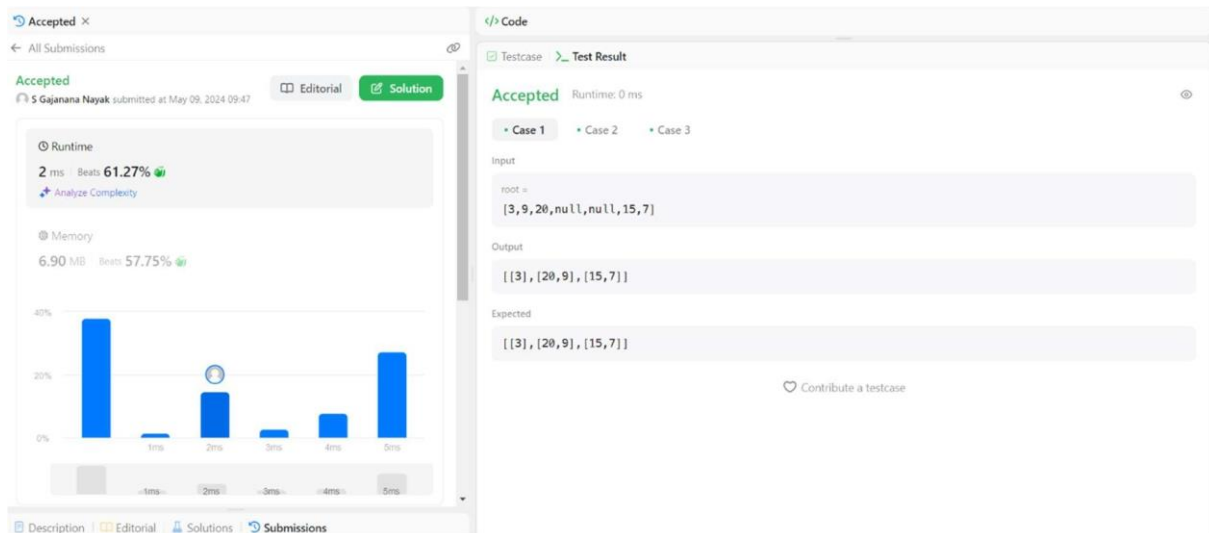 Accepted
All Submissions
Accepted
S Gajanana Nayak submitted at May 09, 2024 09:47
Editorial
Solution
Runtime
2 ms Beats 61.27%
Analyze Complexity
Memory
6.90 MB Beats 57.75%
40%
20%
0%
1ms 2ms 3ms 4ms 5ms
1ms 2ms 3ms 4ms 5ms
Description Editorial Solutions Submissions
</> Code
Testcase >_ Test Result
Accepted Runtime: 0 ms
• Case 1 • Case 2 • Case 3
Input
root =
[3,9,20,null,null,15,7]
Output
[[3],[20,9],[15,7]]
Expected
[[3],[20,9],[15,7]]
Contribute a testcase